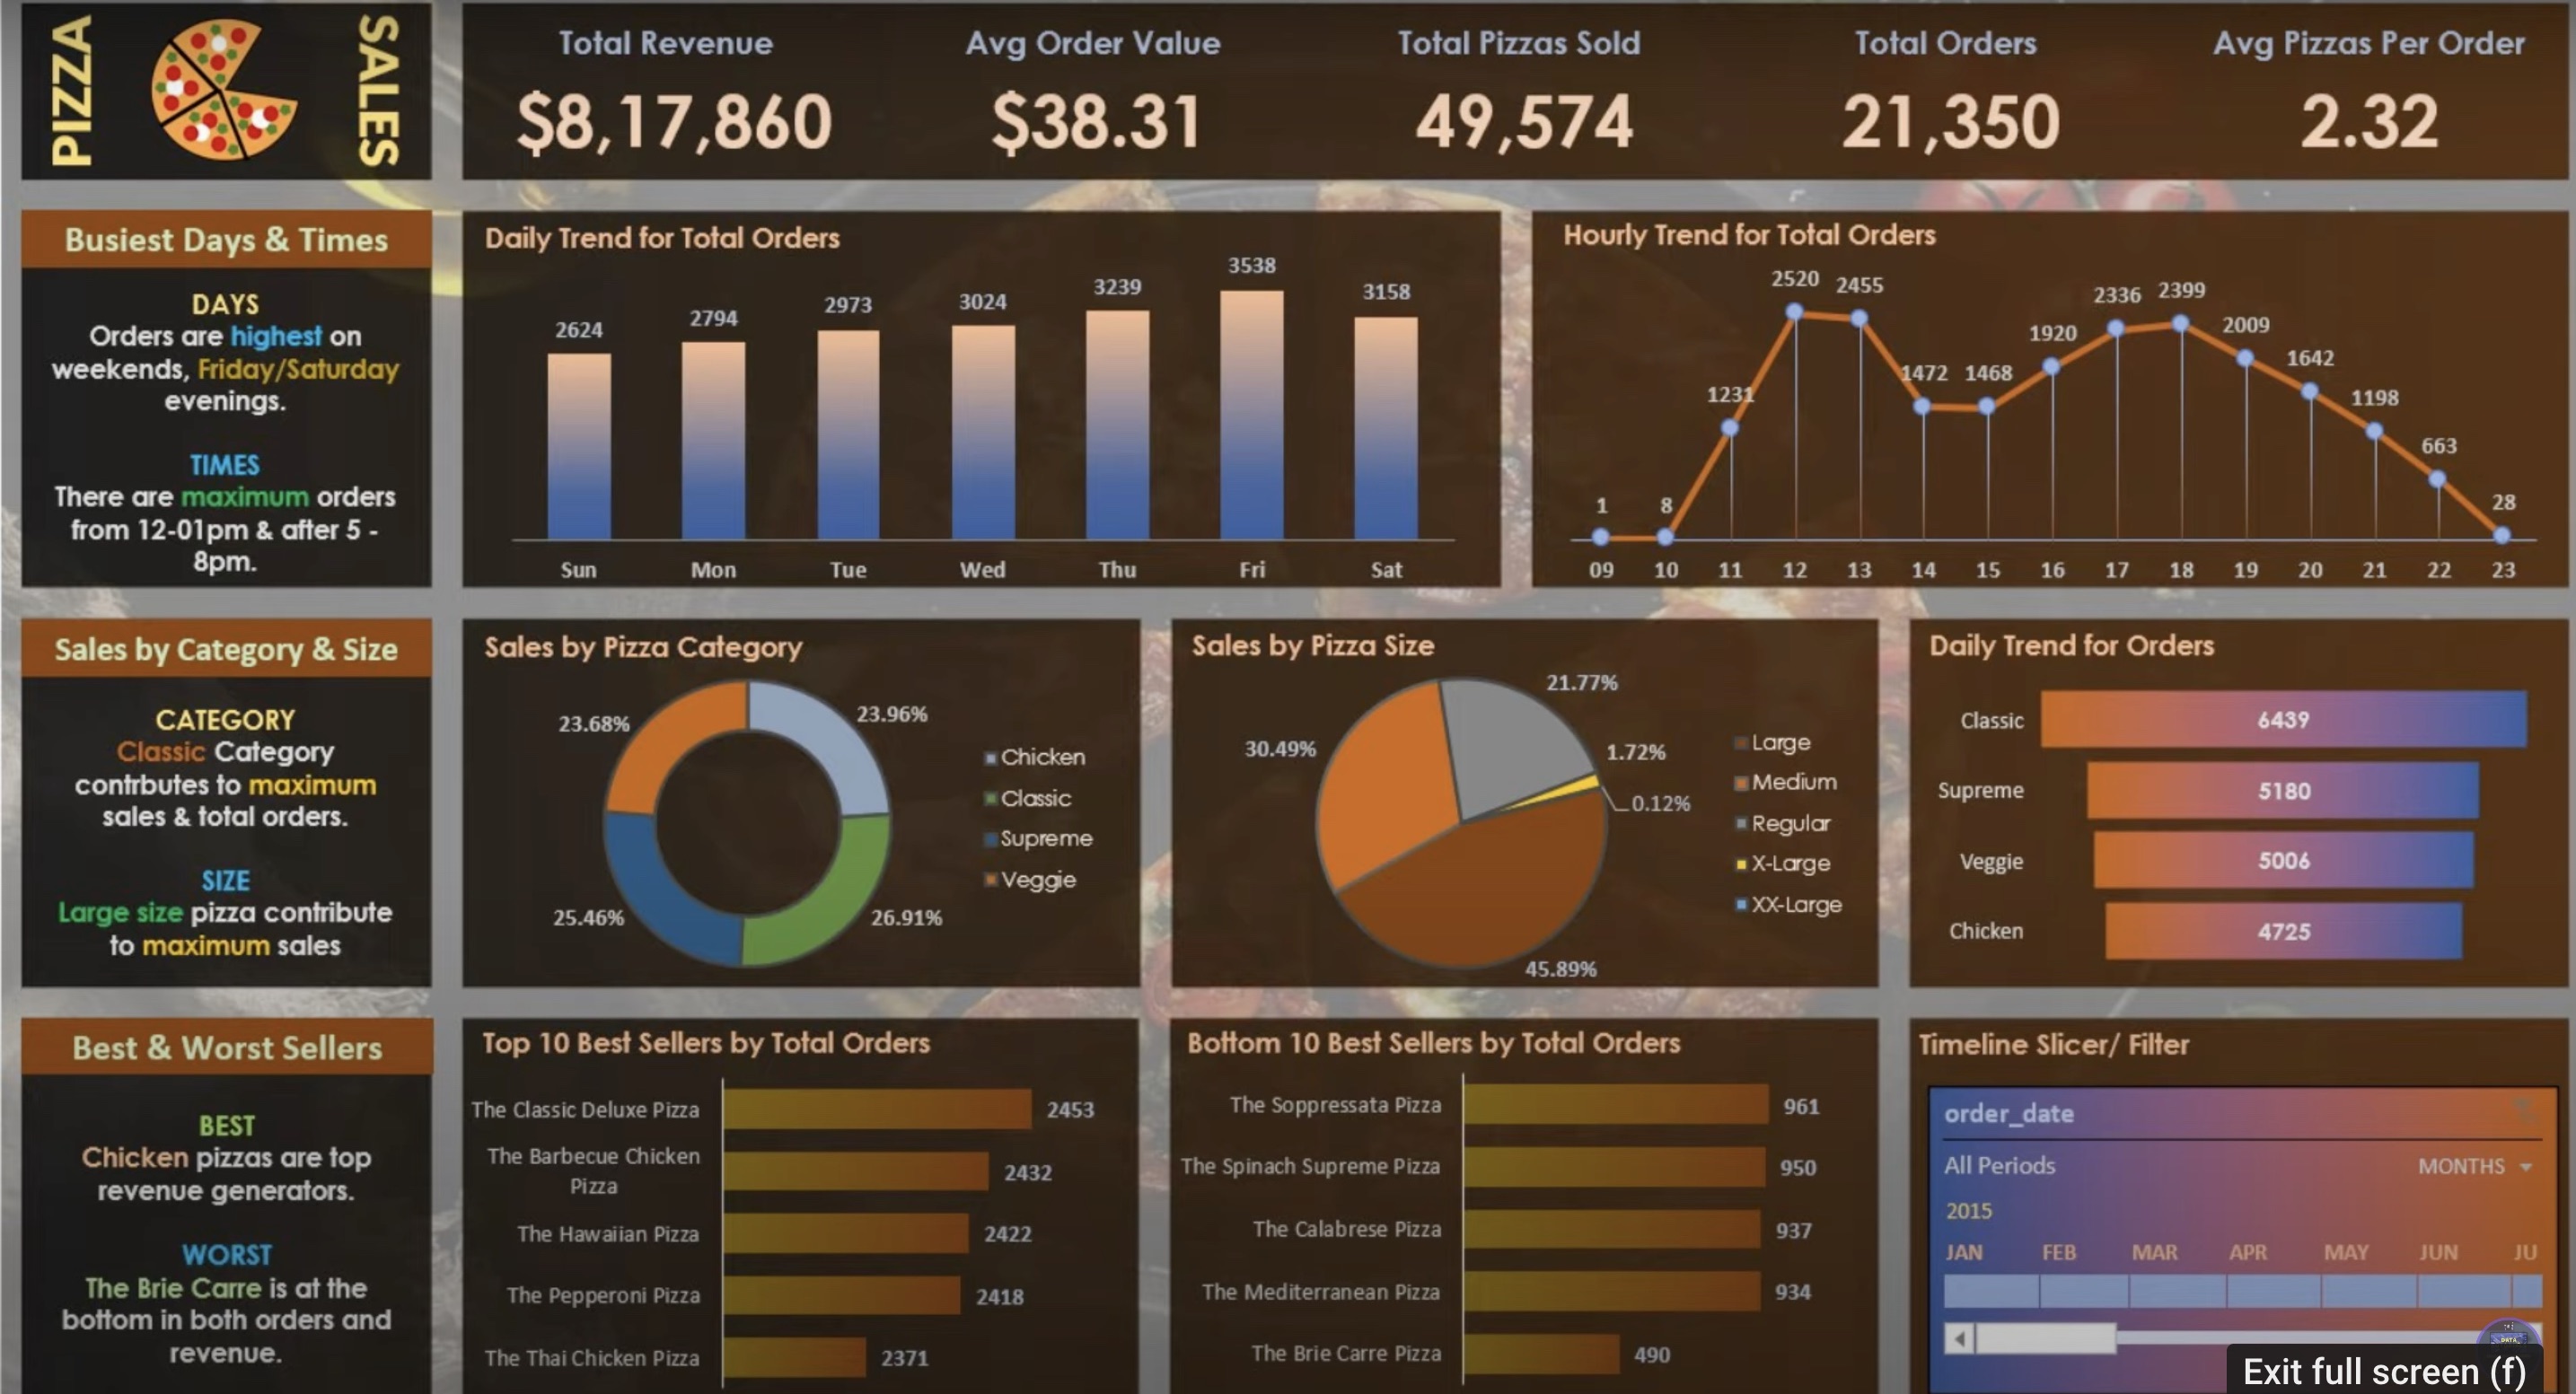 PIZZA
SALES
Total Revenue
$8,17,860
Avg Order Value
$38.31
Total Pizzas Sold
49,574
Total Orders
21,350
Avg Pizzas Per Order
2.32
Busiest Days & Times
DAYS
Orders are highest on
weekends, Friday/Saturday
evenings.
TIMES
There are maximum orders
from 12-01pm & after 5 -
8pm.
Daily Trend for Total Orders
2624
2794
2973
3024
3239
3538
3158
Sun
Mon
Tue
Wed
Thu
Fri
Sat
Hourly Trend for Total Orders
1
8
1231
2520
2455
1472
1468
1920
2336
2399
2009
1642
1198
663
28
09
10
11
12
13
14
15
16
17
18
19
20
21
22
23
Sales by Category & Size
CATEGORY
Classic Category
contrbutes to maximum
sales & total orders.
SIZE
Large size pizza contribute
to maximum sales
Sales by Pizza Category
23.68%
23.96%
25.46%
26.91%
Chicken
Classic
Supreme
Veggie
Sales by Pizza Size
21.77%
30.49%
1.72%
0.12%
45.89%
Large
Medium
Regular
X-Large
XX-Large
Daily Trend for Orders
Classic
6439
Supreme
5180
Veggie
5006
Chicken
4725
Best & Worst Sellers
BEST
Chicken pizzas are top
revenue generators.
WORST
The Brie Carre is at the
bottom in both orders and
revenue.
Top 10 Best Sellers by Total Orders
The Classic Deluxe Pizza
2453
The Barbecue Chicken
Pizza
2432
The Hawaiian Pizza
2422
The Pepperoni Pizza
2418
The Thai Chicken Pizza
2371
Bottom 10 Best Sellers by Total Orders
The Soppressata Pizza
961
The Spinach Supreme Pizza
950
The Calabrese Pizza
937
The Mediterranean Pizza
934
The Brie Carre Pizza
490
Timeline Slicer/ Filter
order_date
All Periods
MONTHS
2015
JAN
FEB
MAR
APR
MAY
JUN
JU
Exit full screen (f)